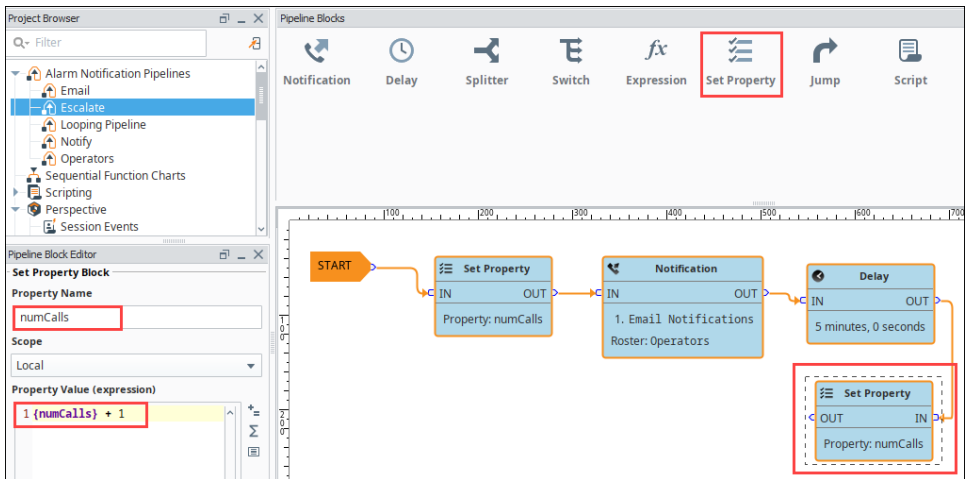 Project Browser
Filter
Alarm Notification Pipelines
Email
Escalate
Looping Pipeline
Notify
Operators
Sequential Function Charts
Scripting
Perspective
Session Events
Pipeline Block Editor
Set Property Block
Property Name
numCalls
Scope
Local
Property Value (expression)
1 {numCalls} + 1
Pipeline Blocks
Notification Delay Splitter Switch Expression Set Property Jump Script
fx
100 200 300 400 500 600 700
100
200
START
Set Property
IN OUT
Property: numCalls
Notification
IN OUT
1. Email Notifications
Roster: Operators
Delay
IN OUT
5 minutes, 0 seconds
Set Property
OUT IN
Property: numCalls